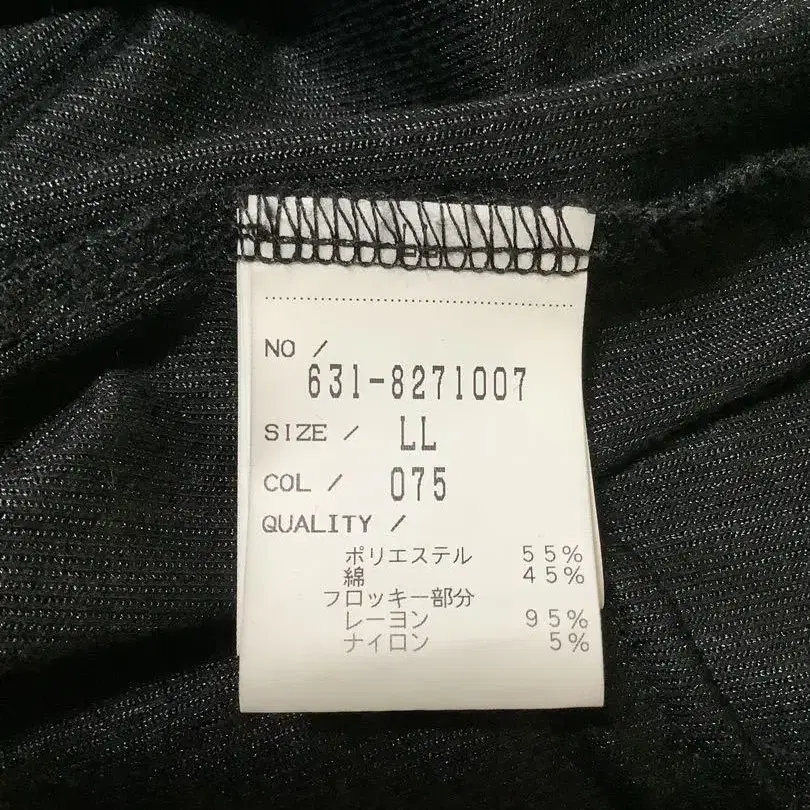 NO /
631-8271007
SIZE / LL
COL / 075
QUALITY /
ポリエステル 55%
綿 45%
フロッキー部分
レーヨン 95%
ナイロン 5%